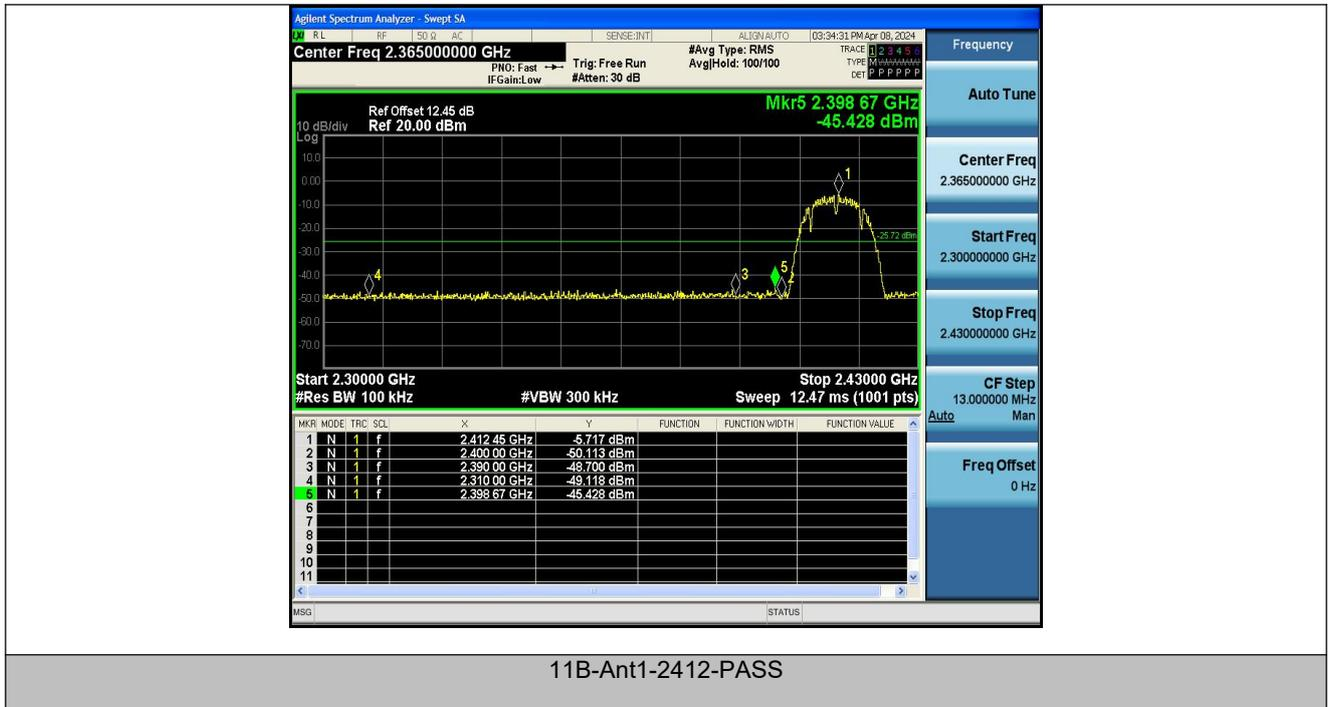 Agilent Spectrum Analyzer - Swept SA
LXI RL RF 50 Ω AC SENSE:INT ALIGN AUTO 03:34:31 PM Apr 08, 2024
Center Freq 2.365000000 GHz
PNO: Fast
IFGain:Low
Trig: Free Run
#Atten: 30 dB
#Avg Type: RMS
Avg|Hold: 100/100
TRACE 1 2 3 4 5 6
TYPE M
DET P P P P P P
Ref Offset 12.45 dB
10 dB/div Ref 20.00 dBm
Log
Mkr5 2.398 67 GHz
-45.428 dBm
10.0
0.00
-10.0
-20.0
-30.0
-40.0
-50.0
-60.0
-70.0
1
-25.72 dBm
4
3
5
2
Start 2.30000 GHz Stop 2.43000 GHz
#Res BW 100 kHz #VBW 300 kHz Sweep 12.47 ms (1001 pts)
MKR MODE TRC SCL X Y FUNCTION FUNCTION WIDTH FUNCTION VALUE
1 N 1 f 2.412 45 GHz -5.717 dBm
2 N 1 f 2.400 00 GHz -50.113 dBm
3 N 1 f 2.390 00 GHz -48.700 dBm
4 N 1 f 2.310 00 GHz -49.118 dBm
5 N 1 f 2.398 67 GHz -45.428 dBm
6
7
8
9
10
11
MSG STATUS
Frequency
Auto Tune
Center Freq
2.365000000 GHz
Start Freq
2.300000000 GHz
Stop Freq
2.430000000 GHz
CF Step
13.000000 MHz
Auto Man
Freq Offset
0 Hz
11B-Ant1-2412-PASS